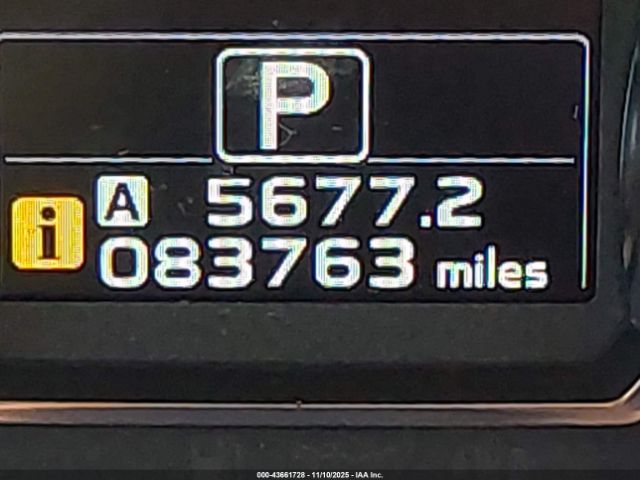 P
A 5677.2
i 083763 miles
000-43661728 - 11/10/2025 - IAA Inc.